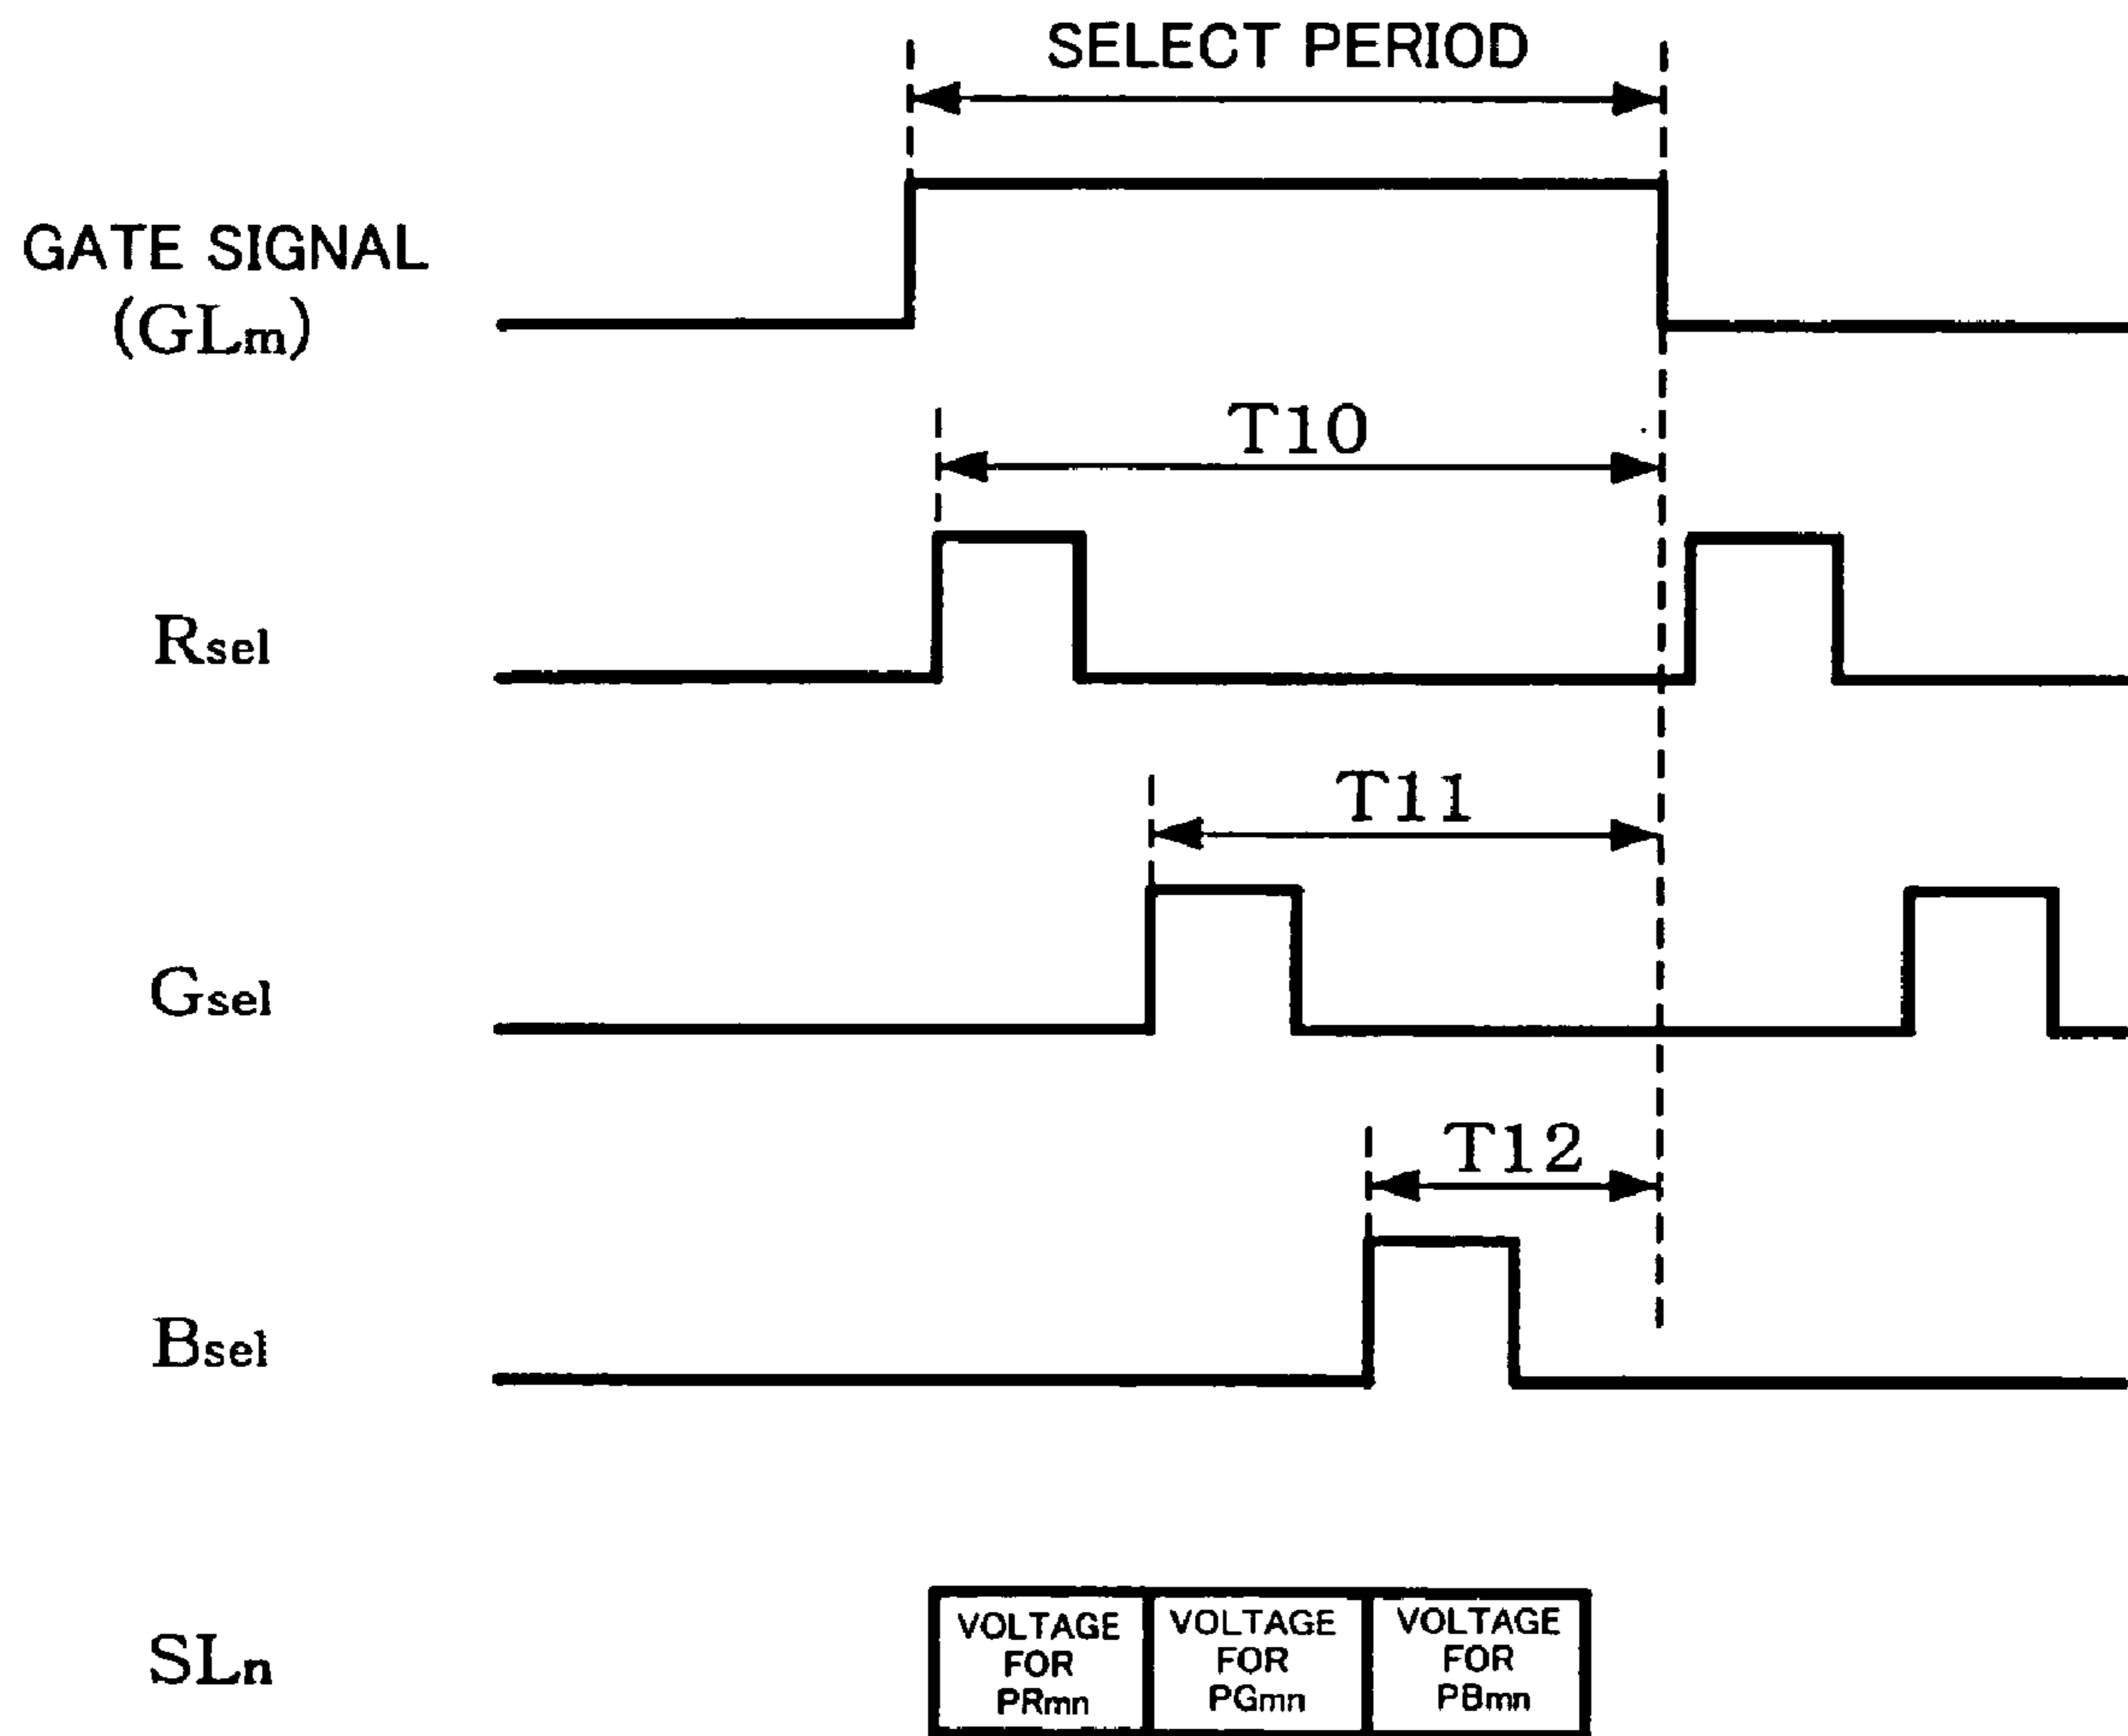 SELECT PERIOD
GATE SIGNAL
(GLm)
T10
Rsel
T11
Gsel
T12
Bsel
SLn
VOLTAGE
FOR
PRmn
VOLTAGE
FOR
PGmn
VOLTAGE
FOR
PBmn